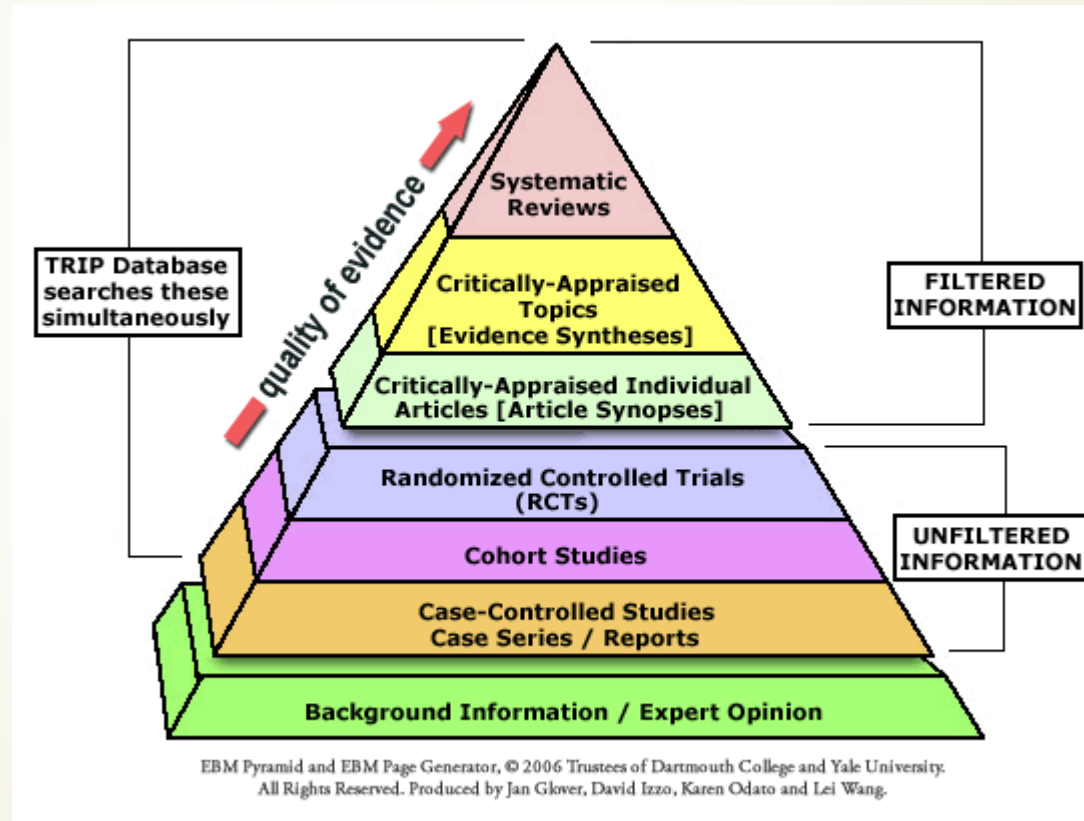 Systematic
Reviews
quality of evidence
TRIP Database
searches these
simultaneously
FILTERED
INFORMATION
Critically-Appraised
Topics
[Evidence Syntheses]
Critically-Appraised Individual
Articles [Article Synopses]
Randomized Controlled Trials
(RCTs)
UNFILTERED
INFORMATION
Cohort Studies
Case-Controlled Studies
Case Series / Reports
Background Information / Expert Opinion
EBM Pyramid and EBM Page Generator, © 2006 Trustees of Dartmouth College and Yale University.
All Rights Reserved. Produced by Jan Glover, David Izzo, Karen Odato and Lei Wang.